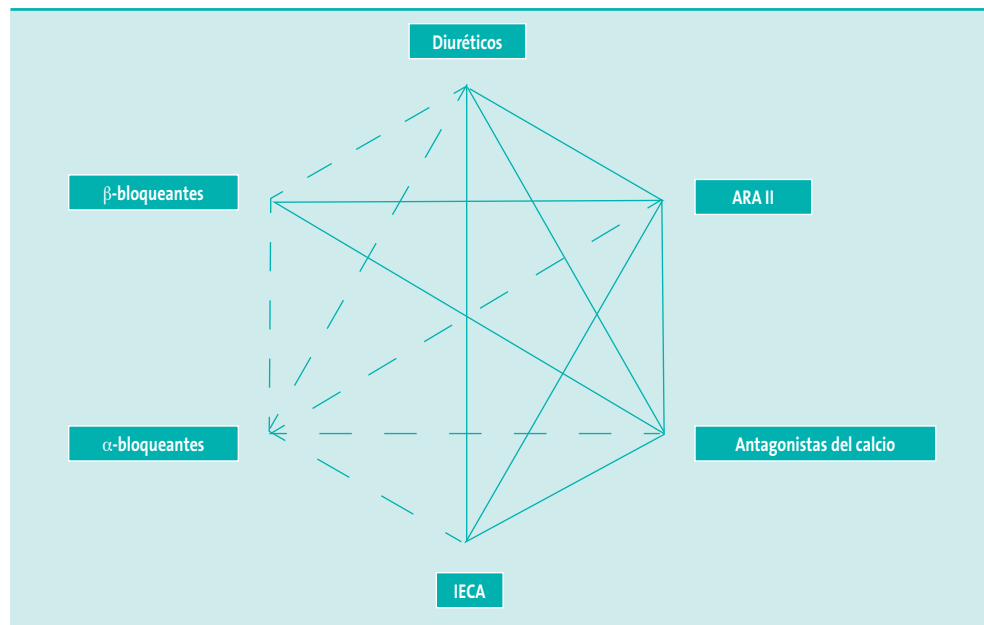 Diuréticos
β-bloqueantes
ARA II
α-bloqueantes
Antagonistas del calcio
IECA